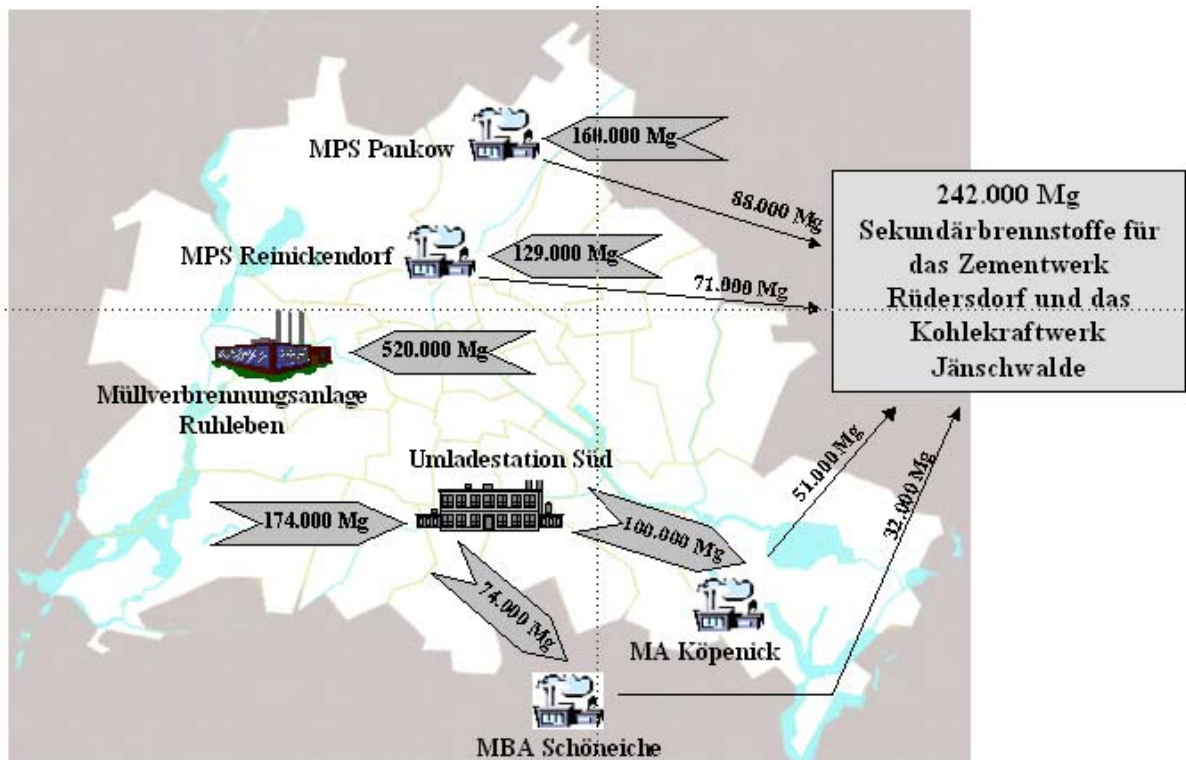 MPS Pankow
160.000 Mg
88.000 Mg
MPS Reinickendorf
129.000 Mg
71.000 Mg
242.000 Mg
Sekundärbrennstoffe für
das Zementwerk
Rüdersdorf und das
Kohlekraftwerk
Jänschwalde
520.000 Mg
Müllverbrennungsanlage
Ruhleben
Umladestation Süd
174.000 Mg
100.000 Mg
51.000 Mg
32.000 Mg
74.000 Mg
MA Köpenick
MBA Schöneiche